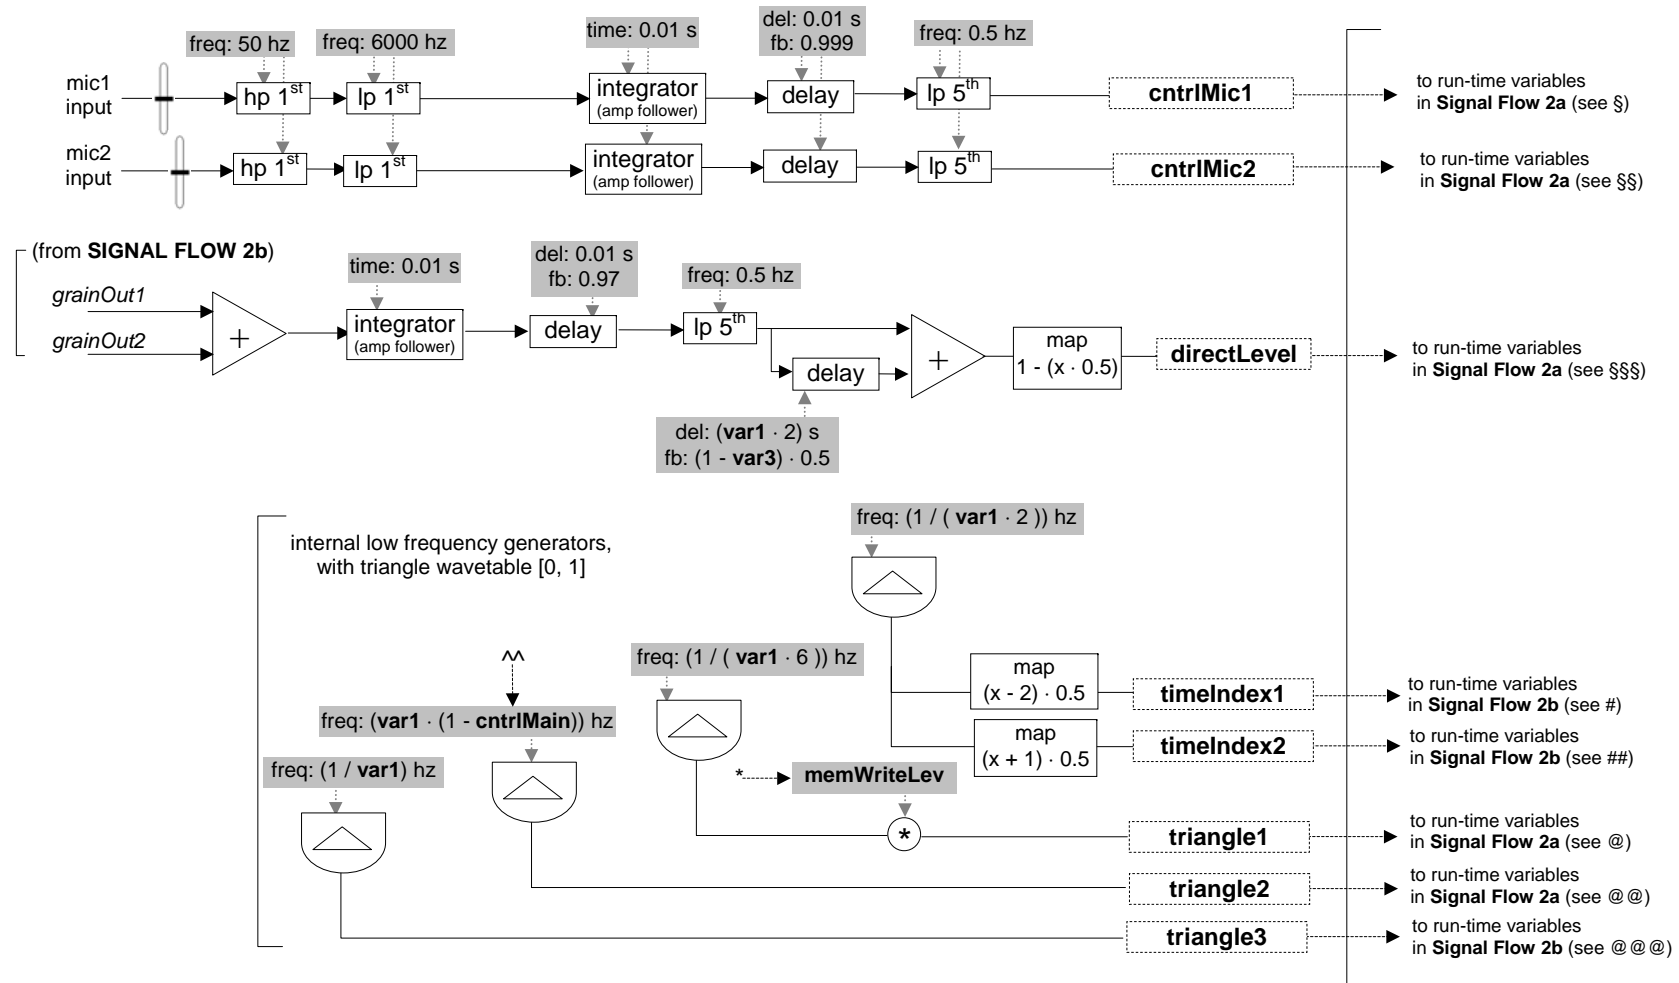 freq: 50 hz
freq: 6000 hz
time: 0.01 s
del: 0.01 s
fb: 0.999
freq: 0.5 hz
mic1
input
hp 1st
lp 1st
integrator
(amp follower)
delay
lp 5th
cntrlMic1
to run-time variables
in Signal Flow 2a (see §)
mic2
input
hp 1st
lp 1st
integrator
(amp follower)
delay
lp 5th
cntrlMic2
to run-time variables
in Signal Flow 2a (see §§)
(from SIGNAL FLOW 2b)
time: 0.01 s
del: 0.01 s
fb: 0.97
freq: 0.5 hz
grainOut1
grainOut2
+
integrator
(amp follower)
delay
lp 5th
delay
+
map
1 - (x · 0.5)
directLevel
to run-time variables
in Signal Flow 2a (see §§§)
del: (var1 · 2) s
fb: (1 - var3) · 0.5
internal low frequency generators,
with triangle wavetable [0, 1]
freq: (1 / ( var1 · 2 )) hz
^^
freq: (1 / ( var1 · 6 )) hz
map
(x - 2) · 0.5
timeIndex1
to run-time variables
in Signal Flow 2b (see #)
freq: (var1 · (1 - cntrlMain)) hz
map
(x + 1) · 0.5
timeIndex2
to run-time variables
in Signal Flow 2b (see ##)
freq: (1 / var1) hz
*
memWriteLev
*
triangle1
to run-time variables
in Signal Flow 2a (see @)
triangle2
to run-time variables
in Signal Flow 2a (see @@)
triangle3
to run-time variables
in Signal Flow 2b (see @@@)